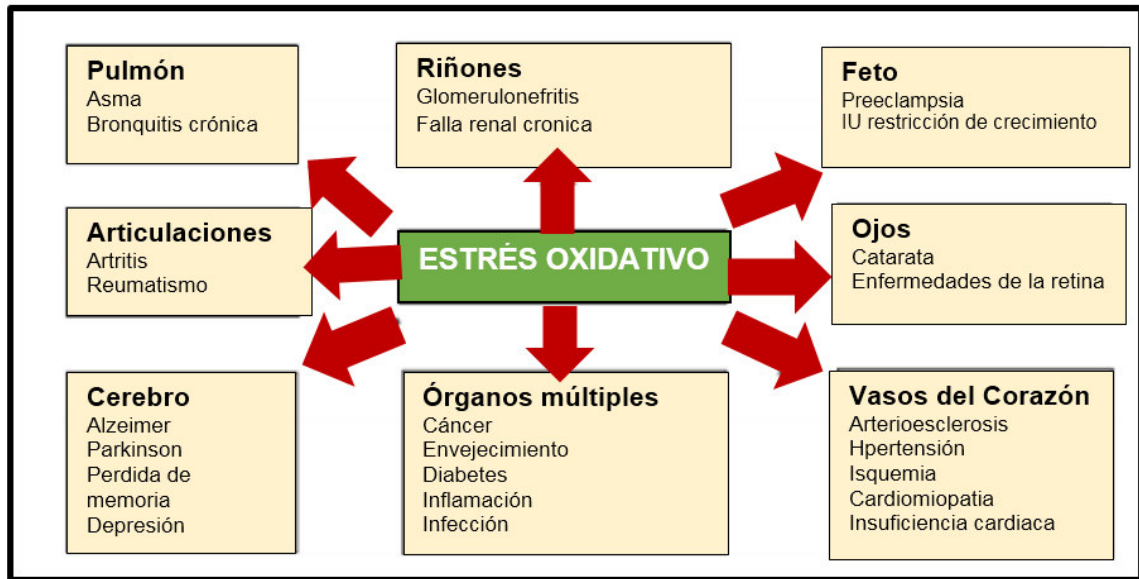 Pulmón
Asma
Bronquitis crónica
Riñones
Glomerulonefritis
Falla renal cronica
Feto
Preeclampsia
IU restricción de crecimiento
Articulaciones
Artritis
Reumatismo
ESTRÉS OXIDATIVO
Ojos
Catarata
Enfermedades de la retina
Cerebro
Alzeimer
Parkinson
Perdida de
memoria
Depresión
Órganos múltiples
Cáncer
Envejecimiento
Diabetes
Inflamación
Infección
Vasos del Corazón
Arterioesclerosis
Hpertensión
Isquemia
Cardiomiopatia
Insuficiencia cardiaca